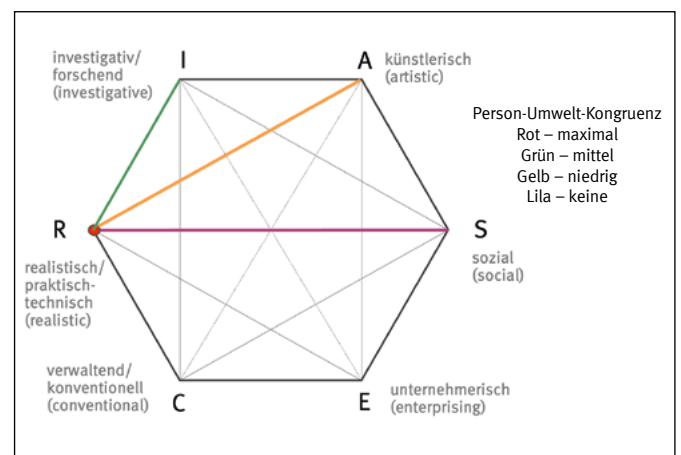 investigativ/
forschend
(investigative)
I
A
künstlerisch
(artistic)
Person-Umwelt-Kongruenz
Rot – maximal
Grün – mittel
Gelb – niedrig
Lila – keine
R
S
realistisch/
praktisch-
technisch
(realistic)
sozial
(social)
verwaltend/
konventionell
(conventional)
C
E
unternehmerisch
(enterprising)